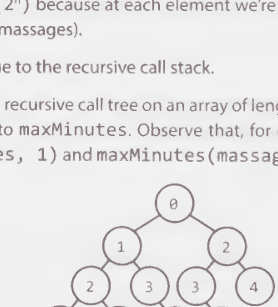 2ⁿ) because at each element we're
massages).
ue to the recursive call stack.
recursive call tree on an array of leng
to maxMinutes. Observe that, for
es, 1) and maxMinutes(massag
0
1 2
2 3 3 4